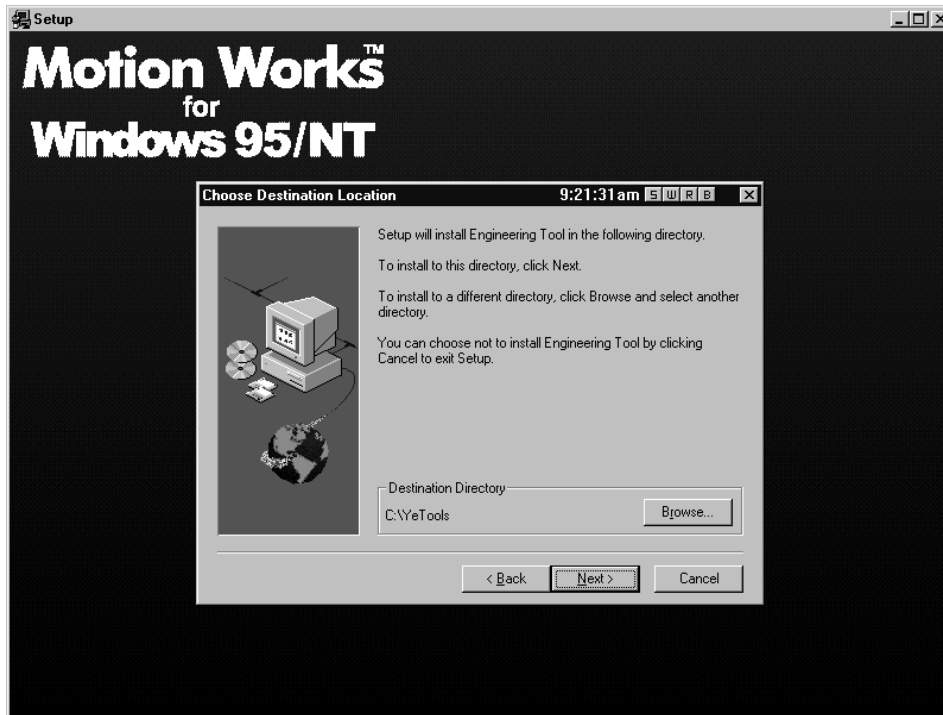 Setup
Motion Works™
for
Windows 95/NT
Choose Destination Location 9:21:31am S W R B
Setup will install Engineering Tool in the following directory.
To install to this directory, click Next.
To install to a different directory, click Browse and select another
directory.
You can choose not to install Engineering Tool by clicking
Cancel to exit Setup.
Destination Directory
C:\YeTools
Browse...
< Back
Next >
Cancel